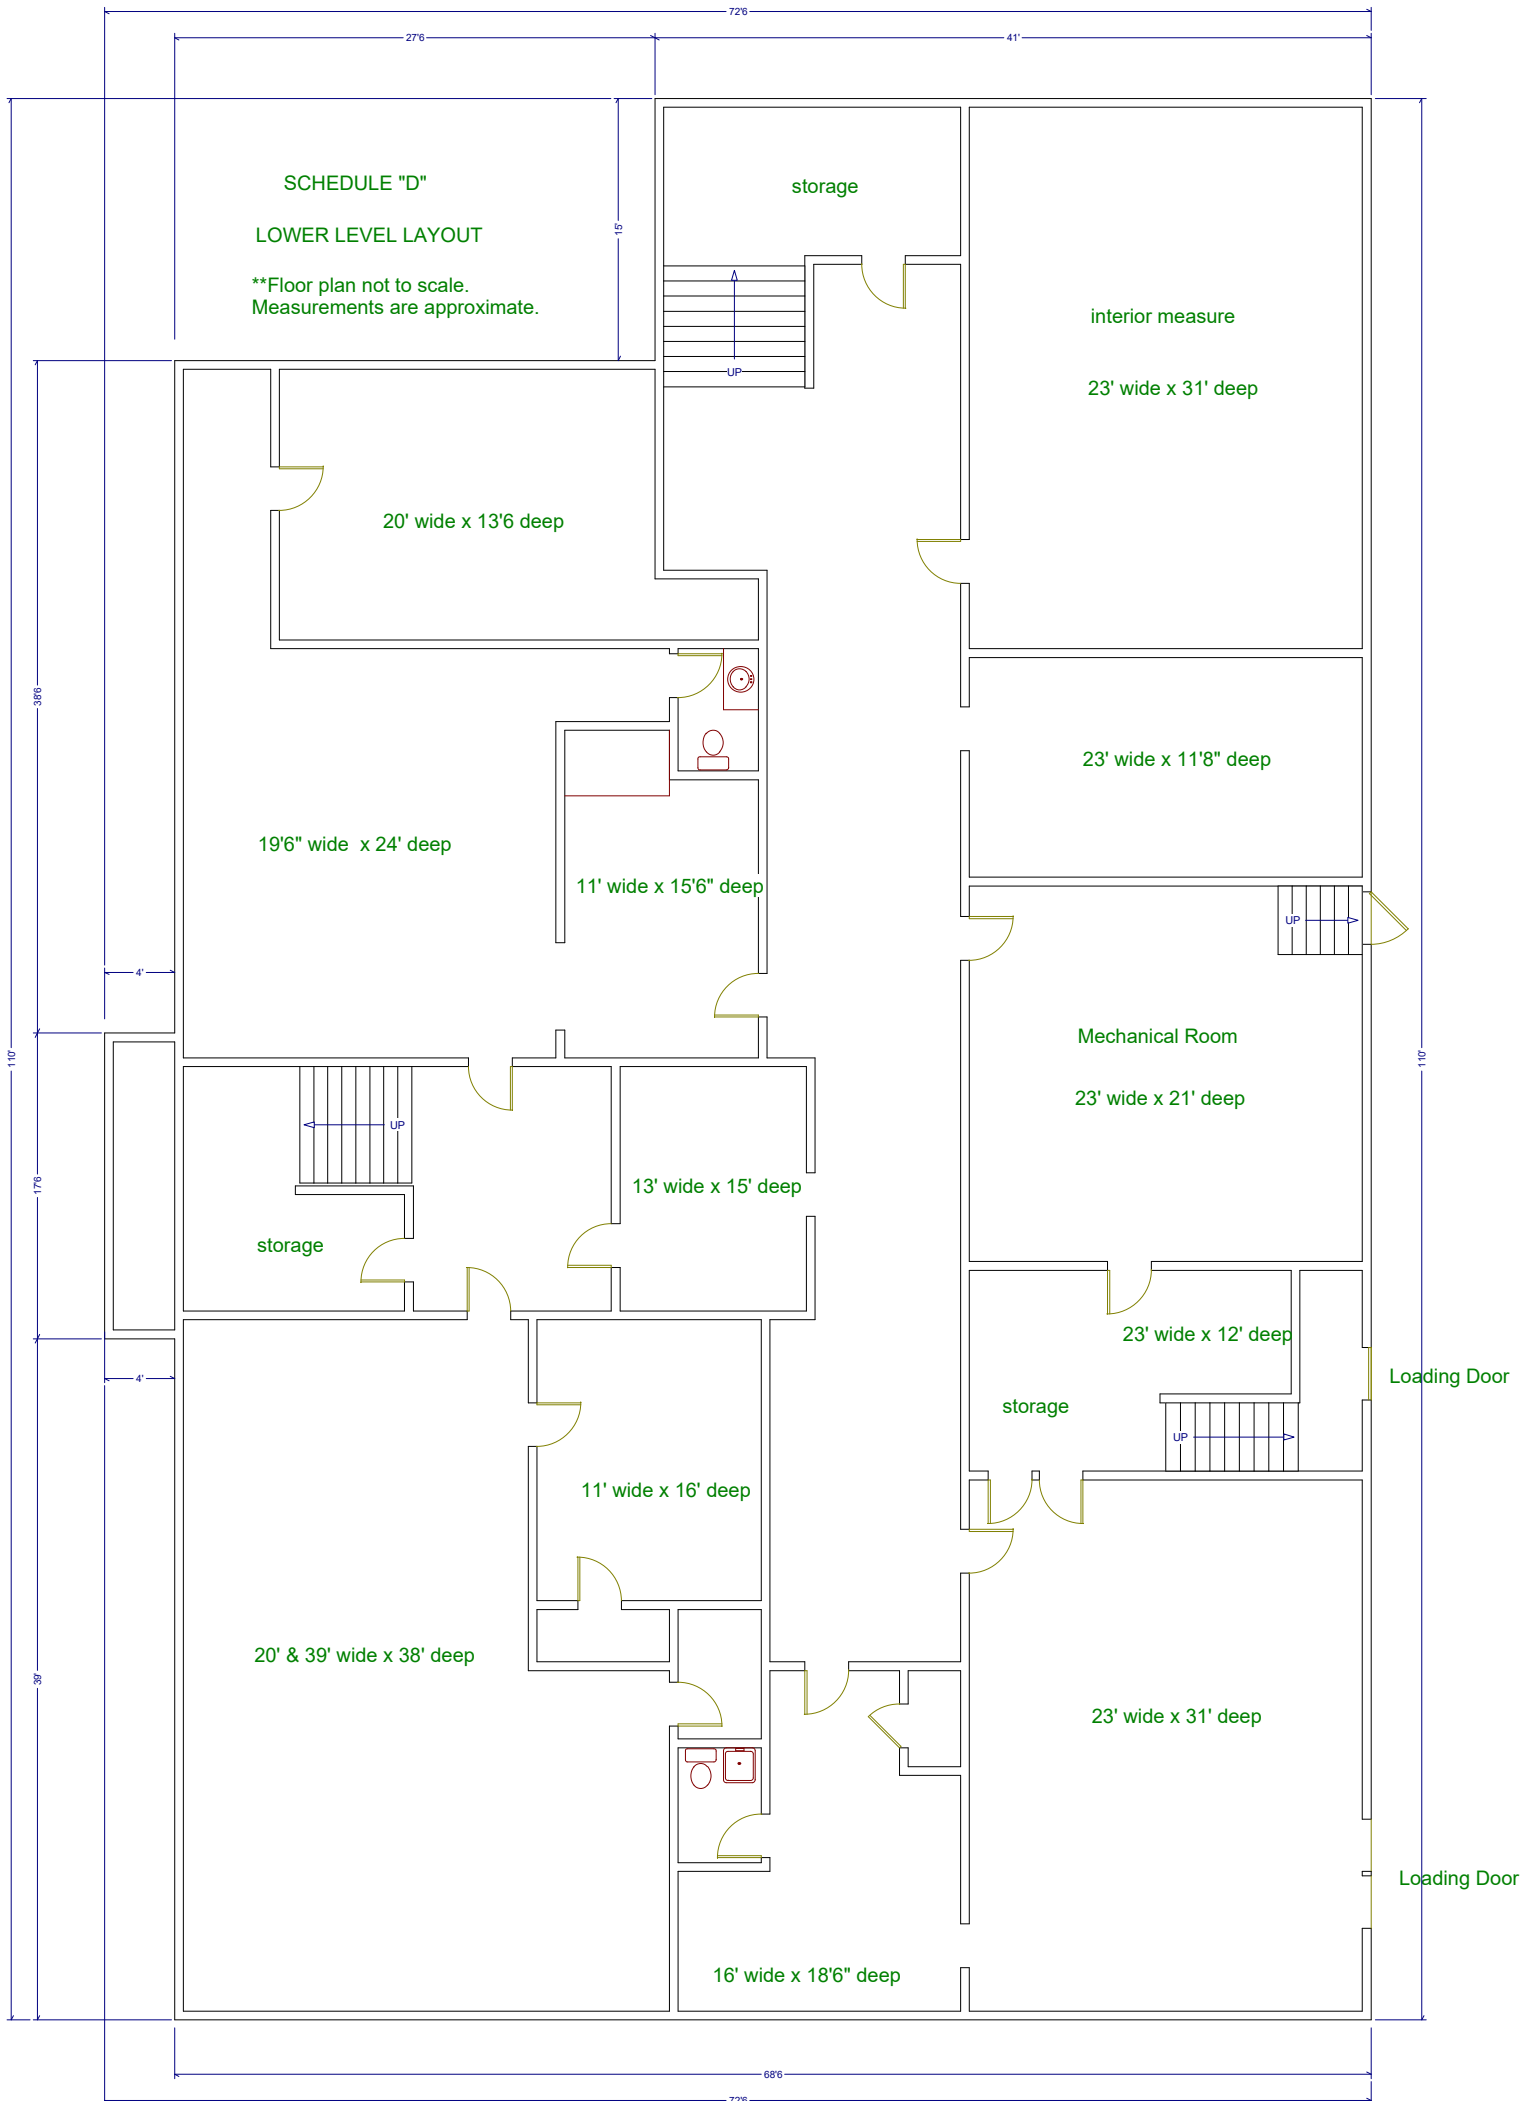 72'6
27'6
41'
SCHEDULE "D"
LOWER LEVEL LAYOUT
**Floor plan not to scale.
Measurements are approximate.
15'
storage
interior measure
23' wide x 31' deep
UP
20' wide x 13'6 deep
38'6
23' wide x 11'8" deep
19'6" wide  x 24' deep
11' wide x 15'6" deep
UP
4'
Mechanical Room
23' wide x 21' deep
110'
110'
UP
17'6
13' wide x 15' deep
storage
23' wide x 12' deep
Loading Door
4'
storage
UP
11' wide x 16' deep
20' & 39' wide x 38' deep
39'
23' wide x 31' deep
Loading Door
16' wide x 18'6" deep
68'6
72'6